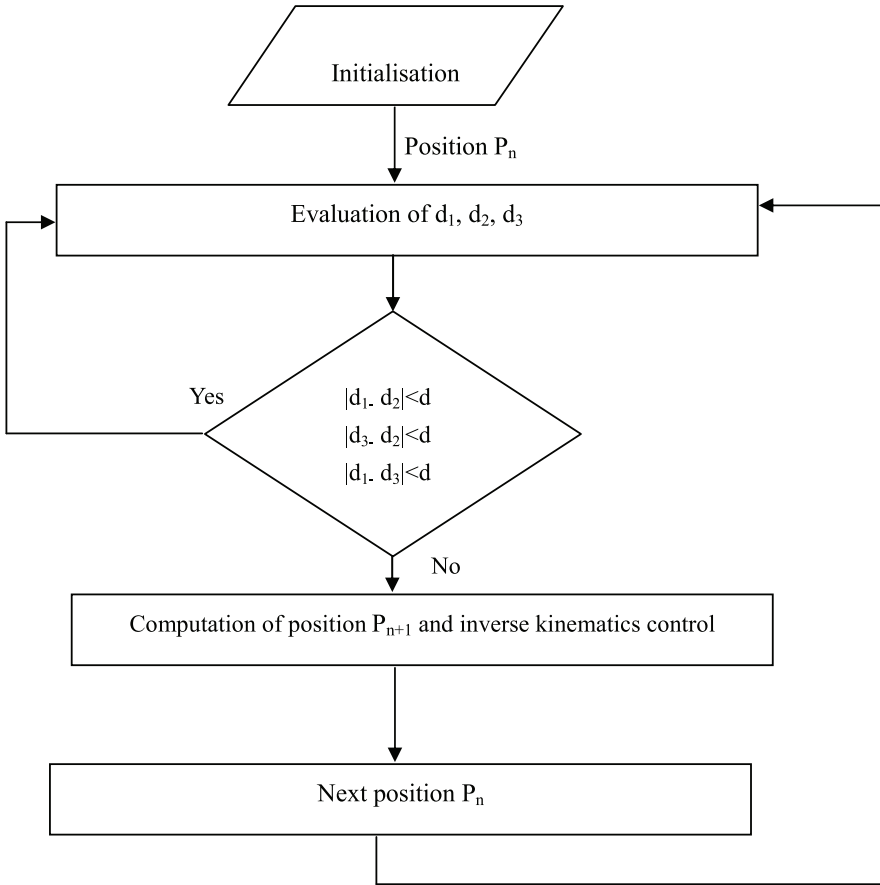 Initialisation
Position Pₙ
Evaluation of d₁, d₂, d₃
Yes
|d₁₋ d₂|<d
|d₃₋ d₂|<d
|d₁₋ d₃|<d
No
Computation of position Pₙ₊₁ and inverse kinematics control
Next position Pₙ